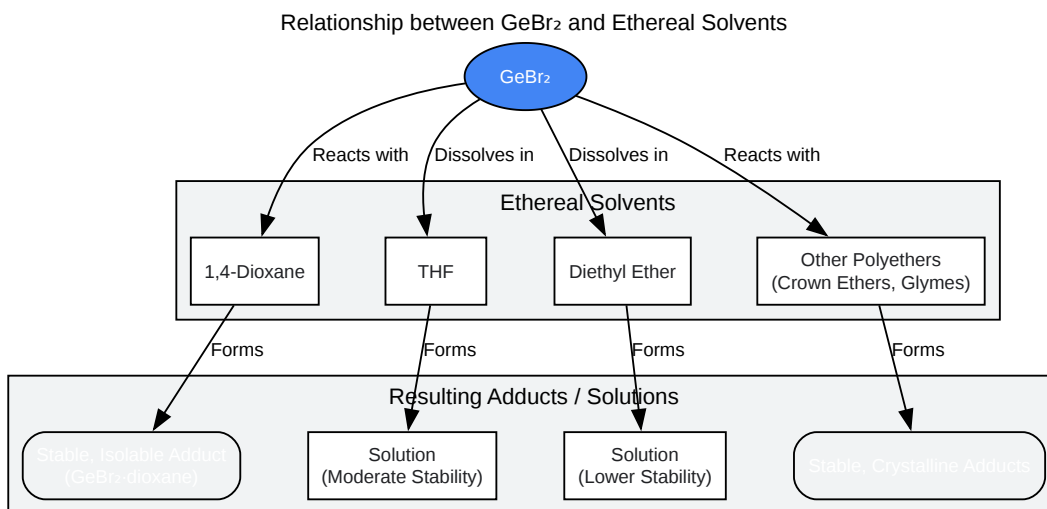 Relationship between GeBr₂ and Ethereal Solvents
GeBr₂
Reacts with
Dissolves in
Dissolves in
Reacts with
Ethereal Solvents
1,4-Dioxane
THF
Diethyl Ether
Other Polyethers
(Crown Ethers, Glymes)
Forms
Forms
Forms
Forms
Resulting Adducts / Solutions
Stable, Isolable Adduct
(GeBr₂·dioxane)
Solution
(Moderate Stability)
Solution
(Lower Stability)
Stable, Crystalline Adducts